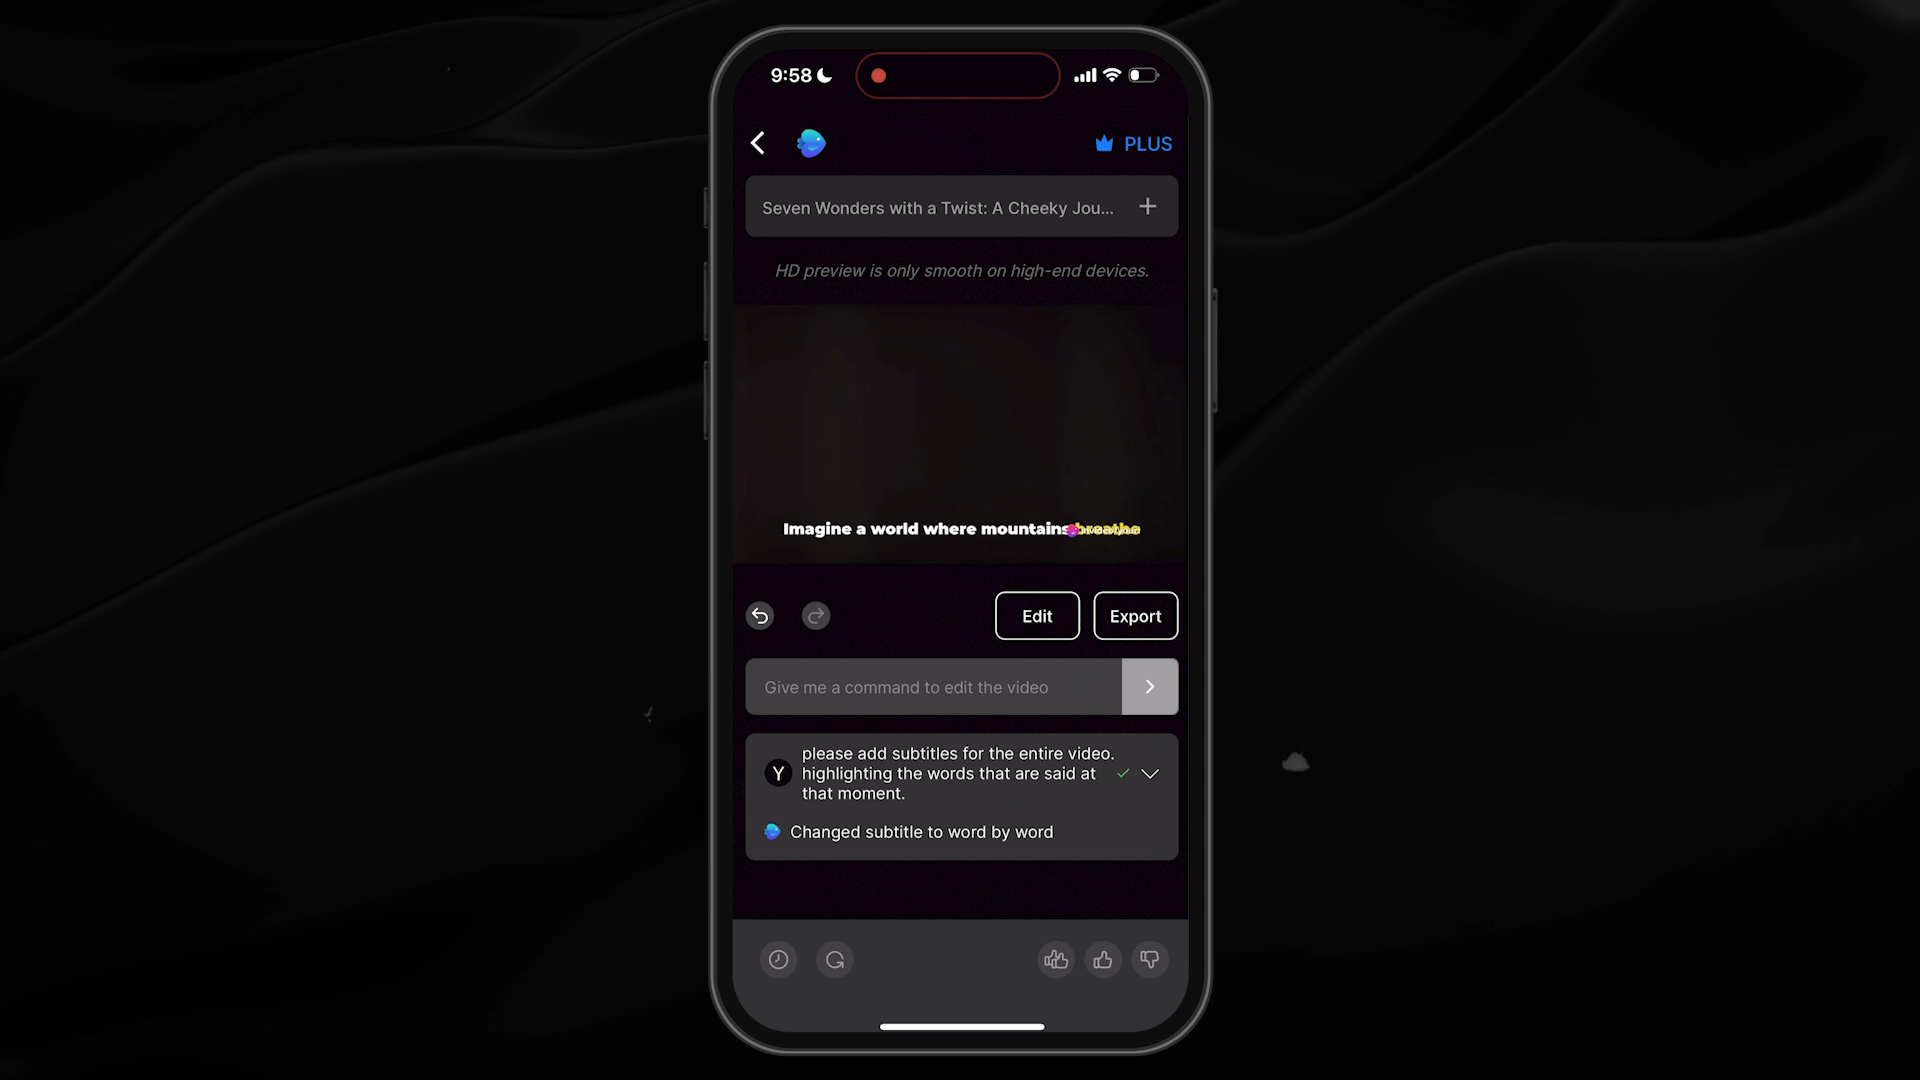 9:58
PLUS
Seven Wonders with a Twist: A Cheeky Jou...
HD preview is only smooth on high-end devices.
Imagine a world where mountains breathe
Edit
Export
Give me a command to edit the video
Y
please add subtitles for the entire video.
highlighting the words that are said at
that moment.
Changed subtitle to word by word